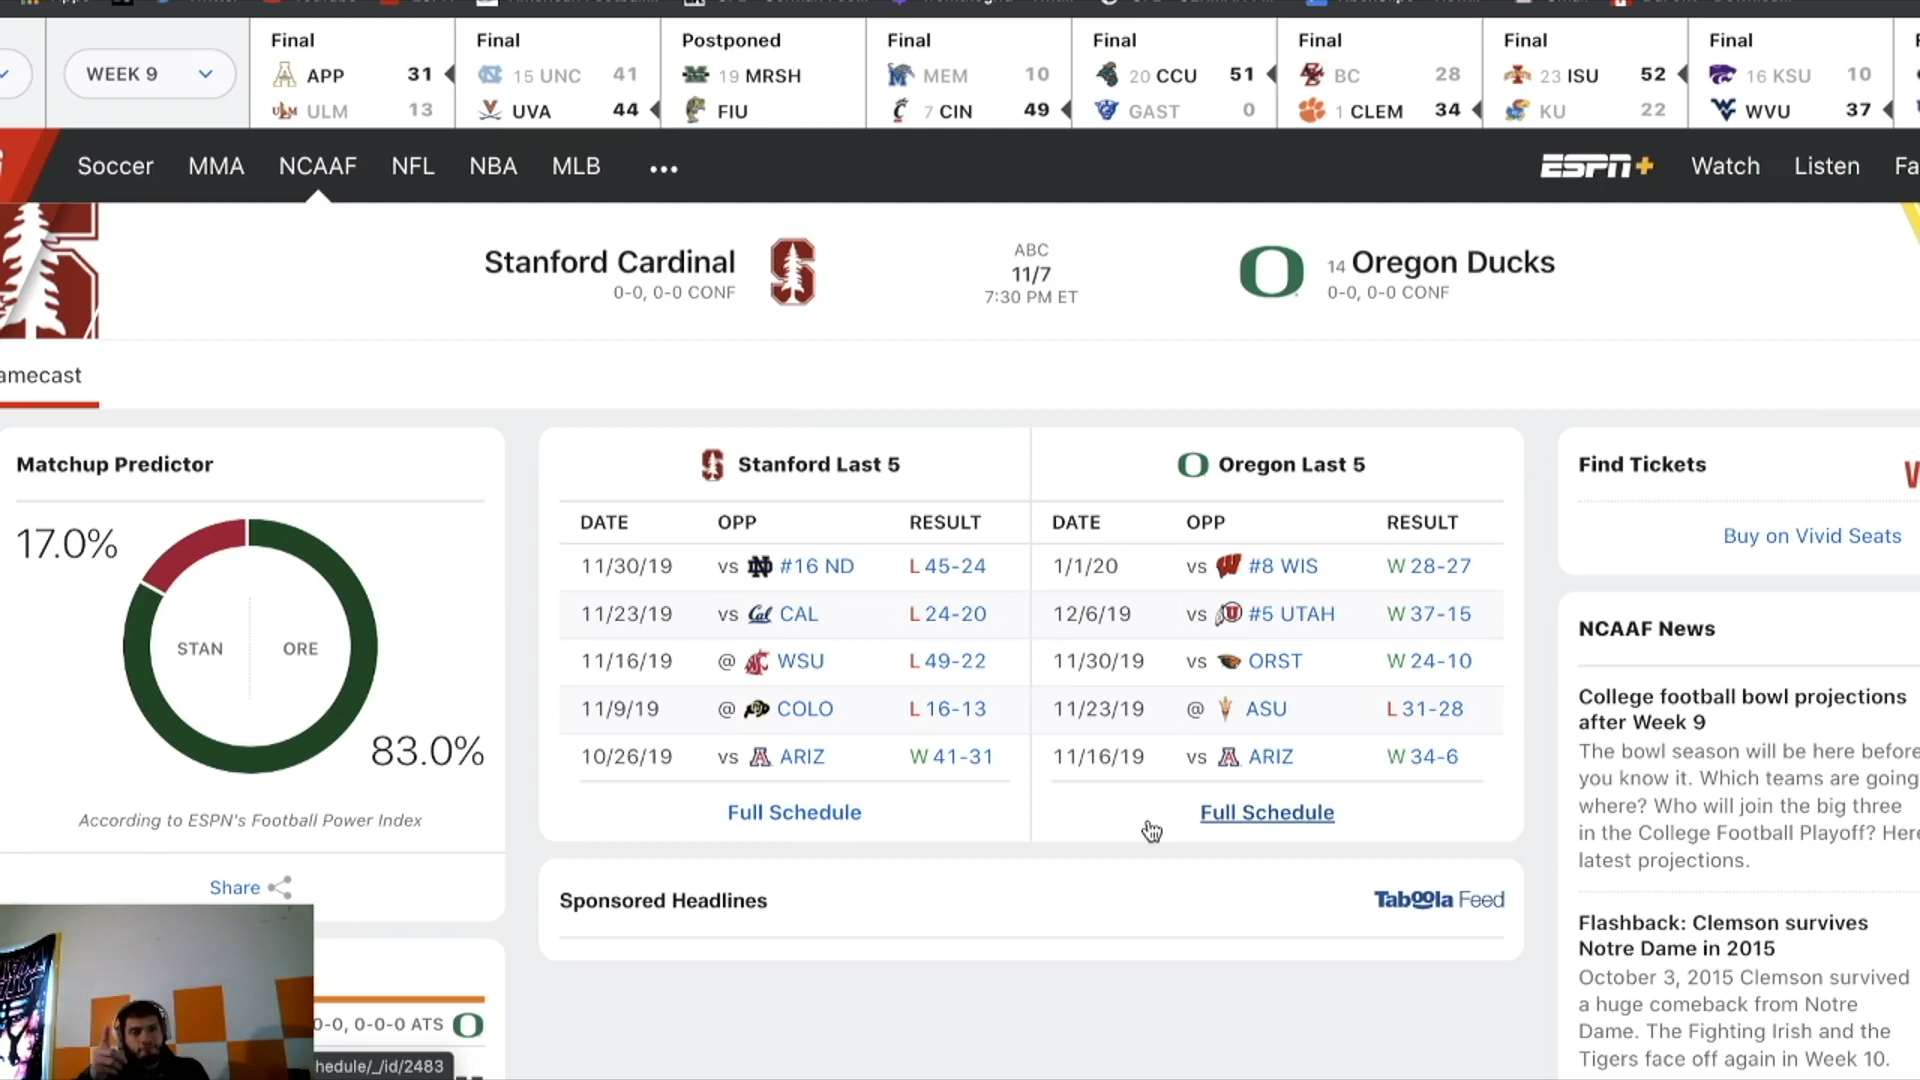 WEEK 9
Final
APP 31
ULM 13
Final
15 UNC 41
UVA 44
Postponed
19 MRSH
FIU
Final
MEM 10
7 CIN 49
Final
20 CCU 51
GAST 0
Final
BC 28
1 CLEM 34
Final
23 ISU 52
KU 22
Final
16 KSU 10
WVU 37
Soccer MMA NCAAF NFL NBA MLB ••• ESPN+ Watch Listen Fa
Stanford Cardinal
0-0, 0-0 CONF
ABC
11/7
7:30 PM ET
14 Oregon Ducks
0-0, 0-0 CONF
amecast
Matchup Predictor
17.0%
STAN ORE
83.0%
According to ESPN's Football Power Index
Share
Stanford Last 5
DATE OPP RESULT
11/30/19 vs #16 ND L 45-24
11/23/19 vs Cal CAL L 24-20
11/16/19 @ WSU L 49-22
11/9/19 @ COLO L 16-13
10/26/19 vs ARIZ W 41-31
Full Schedule
Oregon Last 5
DATE OPP RESULT
1/1/20 vs #8 WIS W 28-27
12/6/19 vs #5 UTAH W 37-15
11/30/19 vs ORST W 24-10
11/23/19 @ ASU L 31-28
11/16/19 vs ARIZ W 34-6
Full Schedule
Sponsored Headlines
Taboola Feed
Find Tickets
Buy on Vivid Seats
NCAAF News
College football bowl projections
after Week 9
The bowl season will be here before
you know it. Which teams are going
where? Who will join the big three
in the College Football Playoff? Here
latest projections.
Flashback: Clemson survives
Notre Dame in 2015
October 3, 2015 Clemson survived
a huge comeback from Notre
Dame. The Fighting Irish and the
Tigers face off again in Week 10.
0-0, 0-0-0 ATS
hedule/_/id/2483